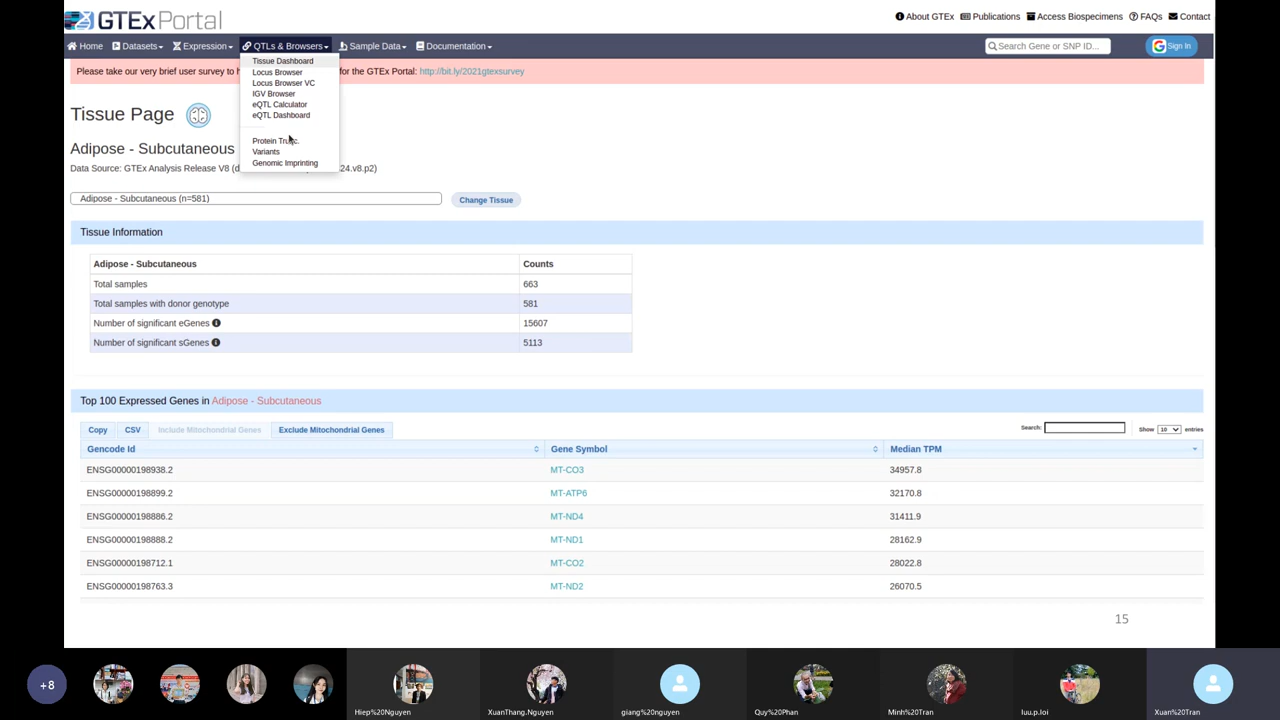 GTEx Portal
About GTEx Publications Access Biospecimens FAQs Contact
Home Datasets Expression QTLs & Browsers Sample Data Documentation Search Gene or SNP ID... Sign In
Tissue Dashboard
Locus Browser
Locus Browser VC
IGV Browser
eQTL Calculator
eQTL Dashboard
Protein Trunc.
Variants
Genomic Imprinting
Please take our very brief user survey to h for the GTEx Portal: http://bit.ly/2021gtexsurvey
Tissue Page
Adipose - Subcutaneous
Data Source: GTEx Analysis Release V8 (d 24.v8.p2)
Adipose - Subcutaneous (n=581) Change Tissue
Tissue Information
Adipose - Subcutaneous Counts
Total samples 663
Total samples with donor genotype 581
Number of significant eGenes 15607
Number of significant sGenes 5113
Top 100 Expressed Genes in Adipose - Subcutaneous
Copy CSV Include Mitochondrial Genes Exclude Mitochondrial Genes Search: Show 10 entries
Gencode Id Gene Symbol Median TPM
ENSG00000198938.2 MT-CO3 34957.8
ENSG00000198899.2 MT-ATP6 32170.8
ENSG00000198886.2 MT-ND4 31411.9
ENSG00000198888.2 MT-ND1 28162.9
ENSG00000198712.1 MT-CO2 28022.8
ENSG00000198763.3 MT-ND2 26070.5
15
+8 Hiep%20Nguyen XuanThang.Nguyen giang%20nguyen Quy%20Phan Minh%20Tran luu.p.loi Xuan%20Tran